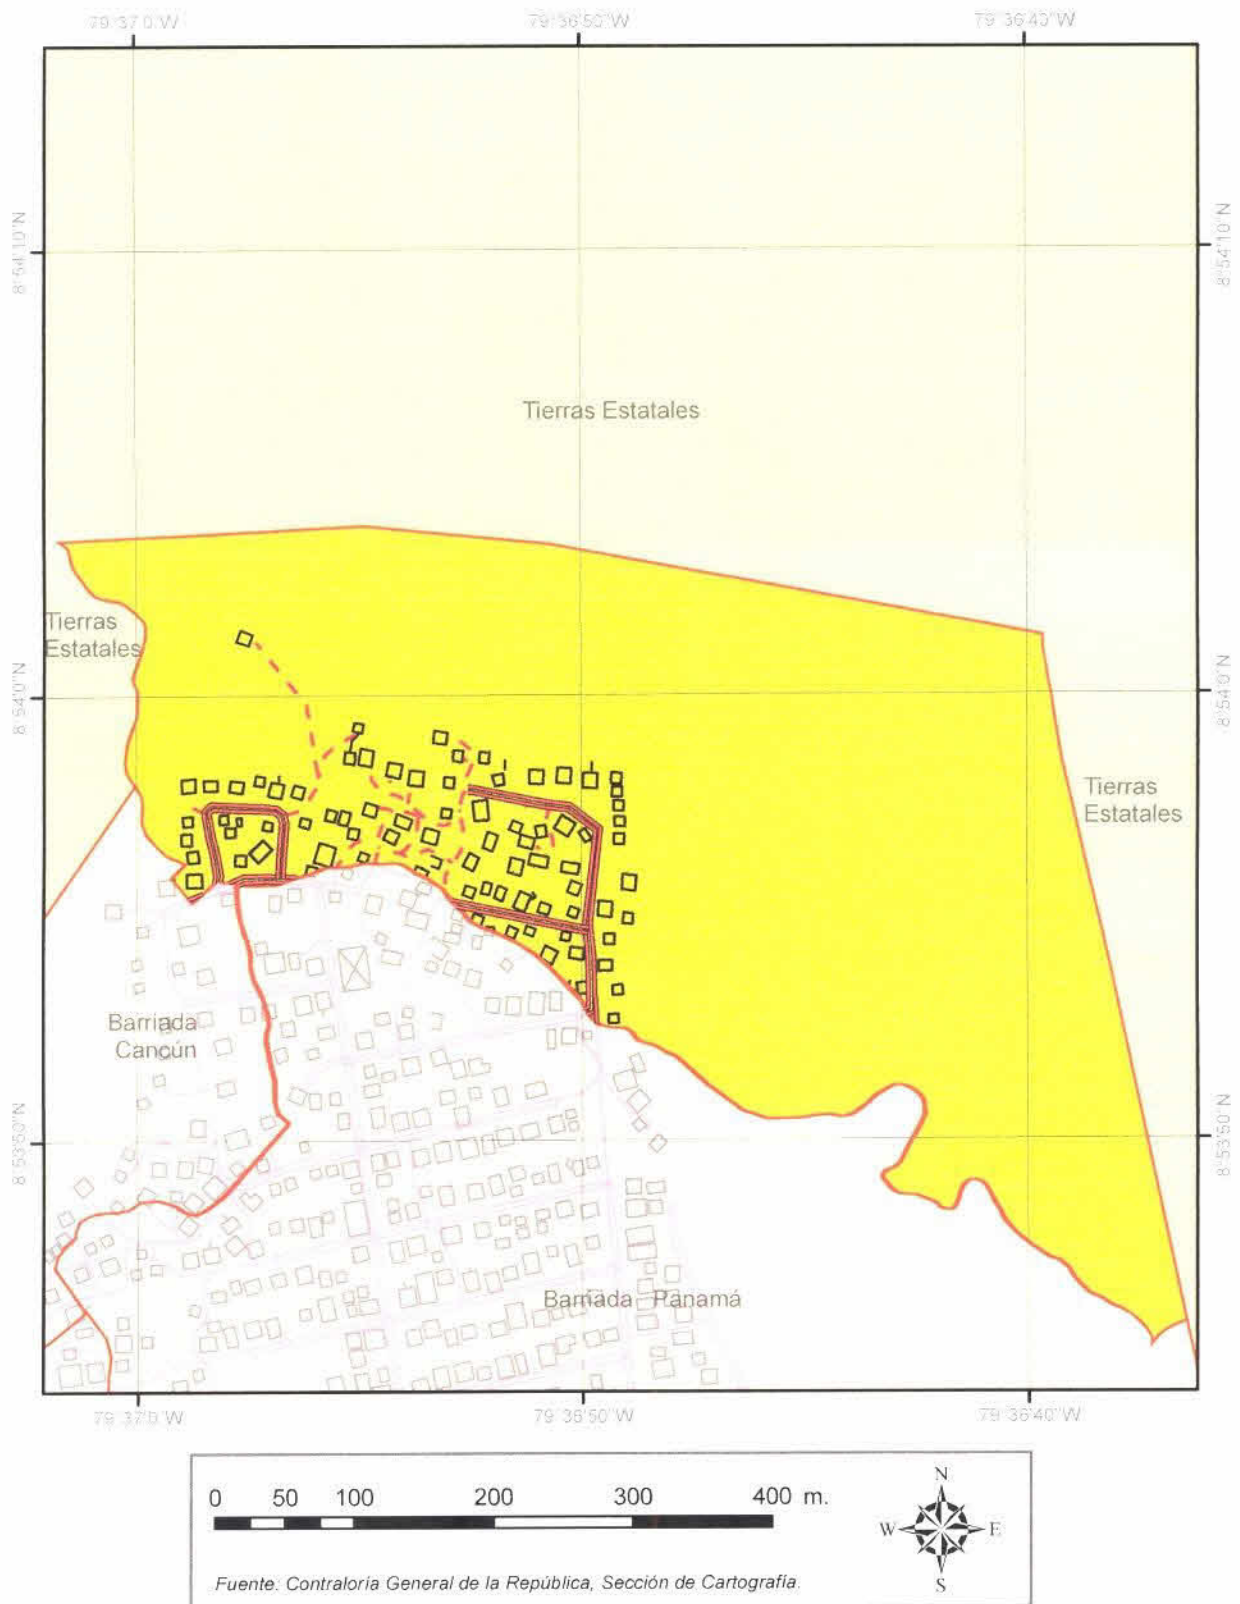 79°37'0"W 79°36'50"W 79°36'40"W
8°54'10"N 8°54'10"N
Tierras Estatales
Tierras
Estatales
8°54'0"N 8°54'0"N
Tierras
Estatales
Barriada
Cancún
8°53'50"N 8°53'50"N
Barriada Panamá
79°37'0"W 79°36'50"W 79°36'40"W
0 50 100 200 300 400 m.
N
W E
S
Fuente. Contraloría General de la República, Sección de Cartografía.